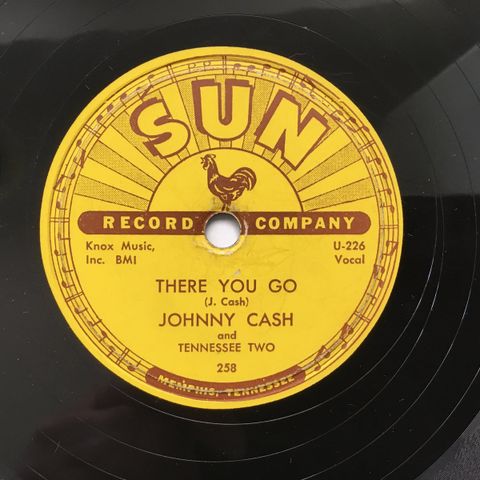 SUN
RECORD COMPANY
Knox Music,
Inc. BMI
U-226
Vocal
THERE YOU GO
(J. Cash)
JOHNNY CASH
and
TENNESSEE TWO
258
MEMPHIS, TENNESSEE